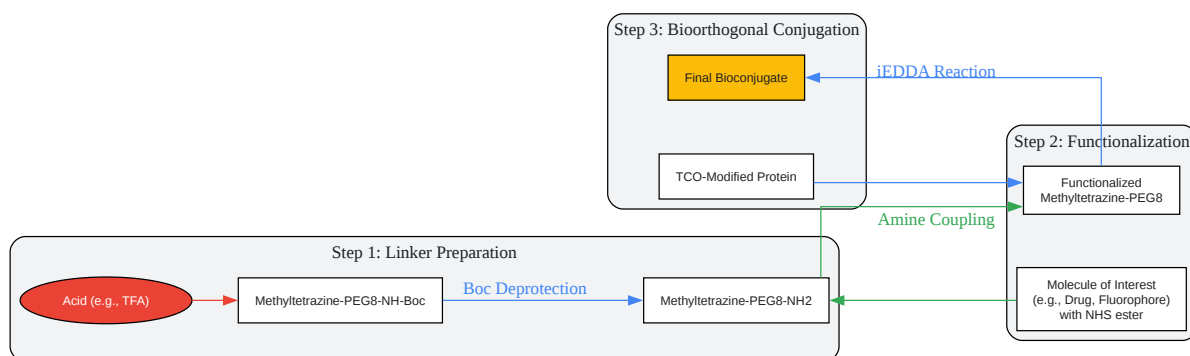 Step 3: Bioorthogonal Conjugation
Final Bioconjugate
iEDDA Reaction
TCO-Modified Protein
Step 2: Functionalization
Functionalized
Methyltetrazine-PEG8
Amine Coupling
Step 1: Linker Preparation
Acid (e.g., TFA)
Methyltetrazine-PEG8-NH-Boc
Boc Deprotection
Methyltetrazine-PEG8-NH2
Molecule of Interest
(e.g., Drug, Fluorophore)
with NHS ester